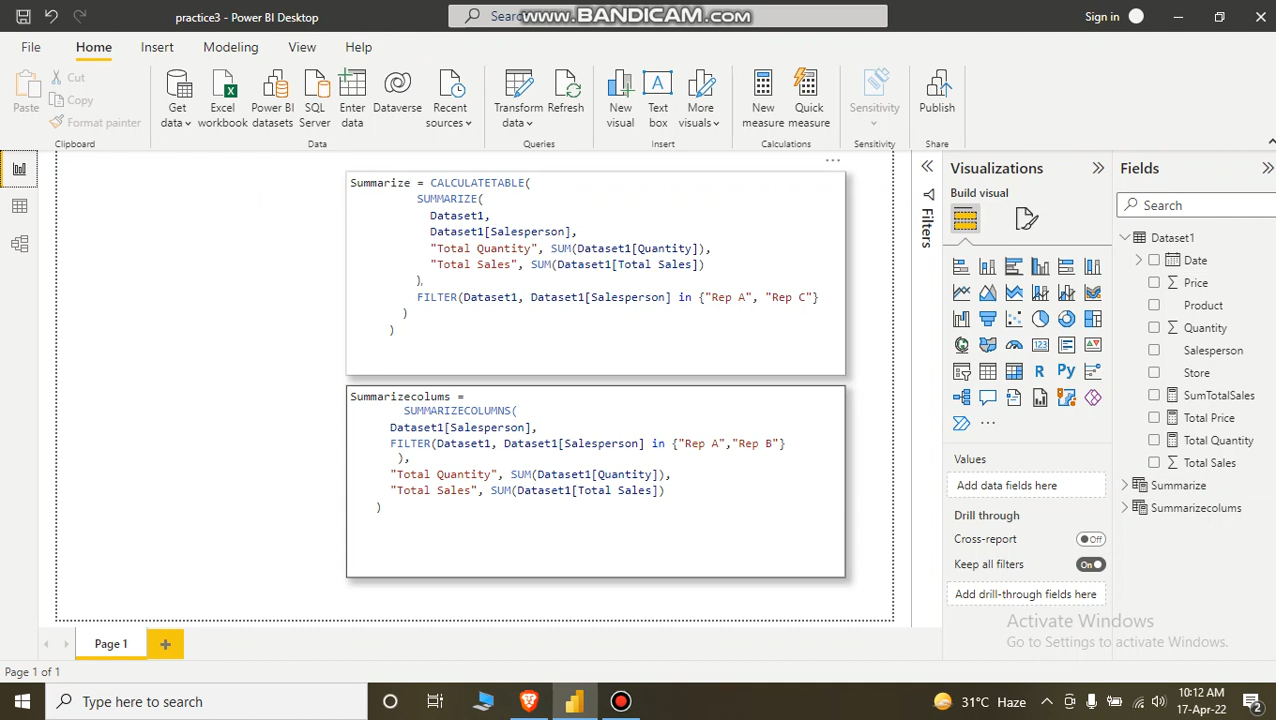 practice3 - Power BI Desktop
Search
www.BANDICAM.com
Sign in
File
Home
Insert
Modeling
View
Help
Paste
Cut
Copy
Format painter
Get data
Excel workbook
Power BI datasets
SQL Server
Enter data
Dataverse
Recent sources
Transform data
Refresh
New visual
Text box
More visuals
New measure
Quick measure
Sensitivity
Publish
Clipboard
Data
Queries
Insert
Calculations
Sensitivity
Share
Summarize = CALCULATETABLE(
SUMMARIZE(
Dataset1,
Dataset1[Salesperson],
"Total Quantity", SUM(Dataset1[Quantity]),
"Total Sales", SUM(Dataset1[Total Sales])
),
FILTER(Dataset1, Dataset1[Salesperson] in {"Rep A", "Rep C"}
)
)
Summarizecolums =
SUMMARIZECOLUMNS(
Dataset1[Salesperson],
FILTER(Dataset1, Dataset1[Salesperson] in {"Rep A","Rep B"}
),
"Total Quantity", SUM(Dataset1[Quantity]),
"Total Sales", SUM(Dataset1[Total Sales])
)
Filters
Visualizations
Build visual
R
Py
123
Values
Add data fields here
Drill through
Cross-report
Off
Keep all filters
On
Add drill-through fields here
Fields
Search
Dataset1
Date
Price
Product
Quantity
Salesperson
Store
SumTotalSales
Total Price
Total Quantity
Total Sales
Summarize
Summarizecolums
Activate Windows
Go to Settings to activate Windows.
Page 1
Page 1 of 1
Type here to search
31°C Haze
10:12 AM
17-Apr-22
2